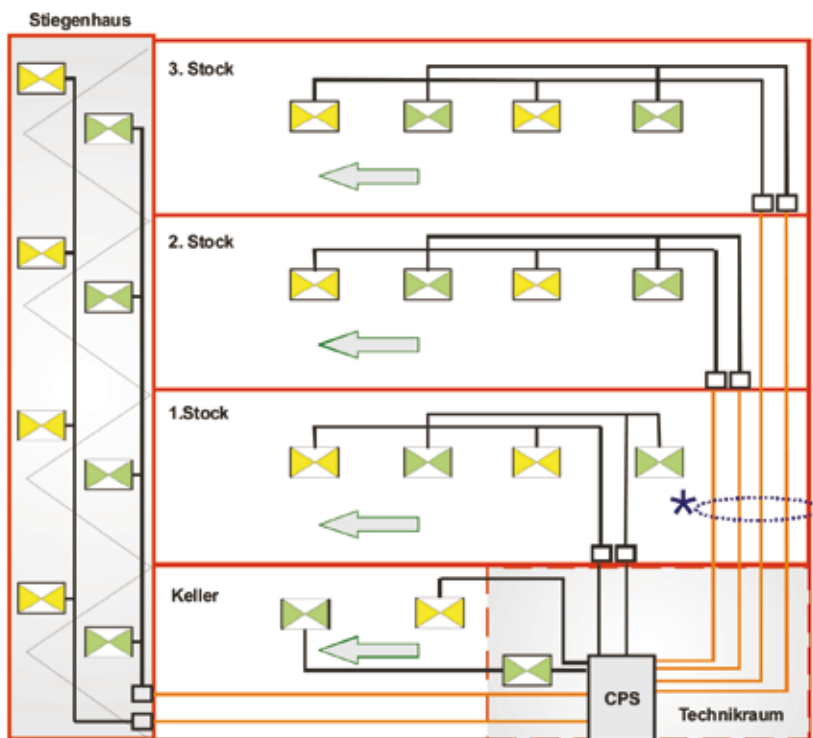 Stiegenhaus
3. Stock
2. Stock
1.Stock
*
Keller
CPS
Technikraum